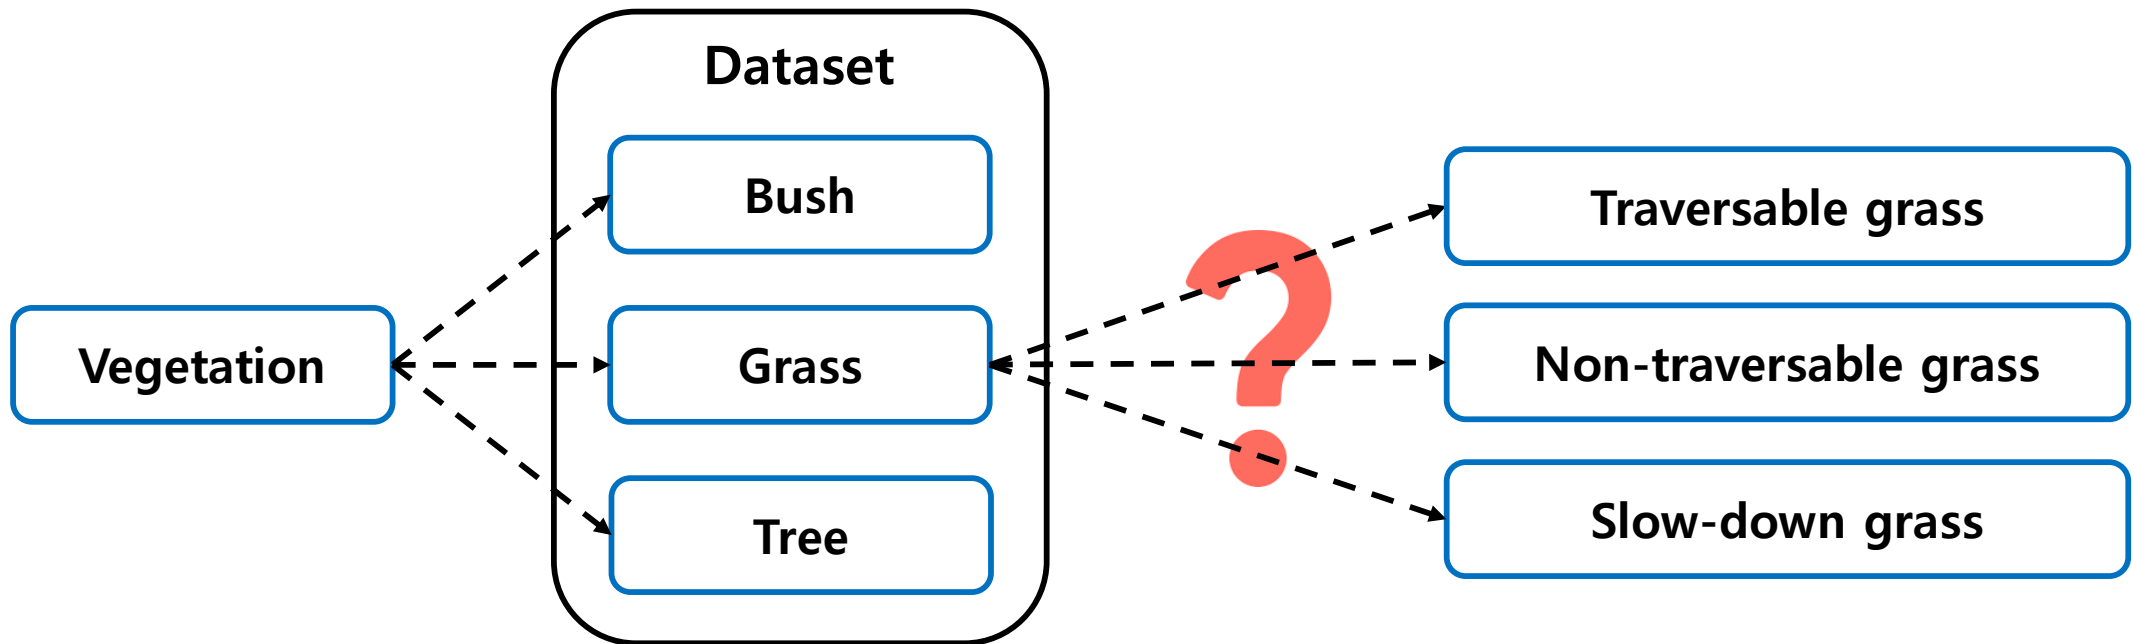 Dataset
Vegetation
Bush
Grass
Tree
?
Traversable grass
Non-traversable grass
Slow-down grass